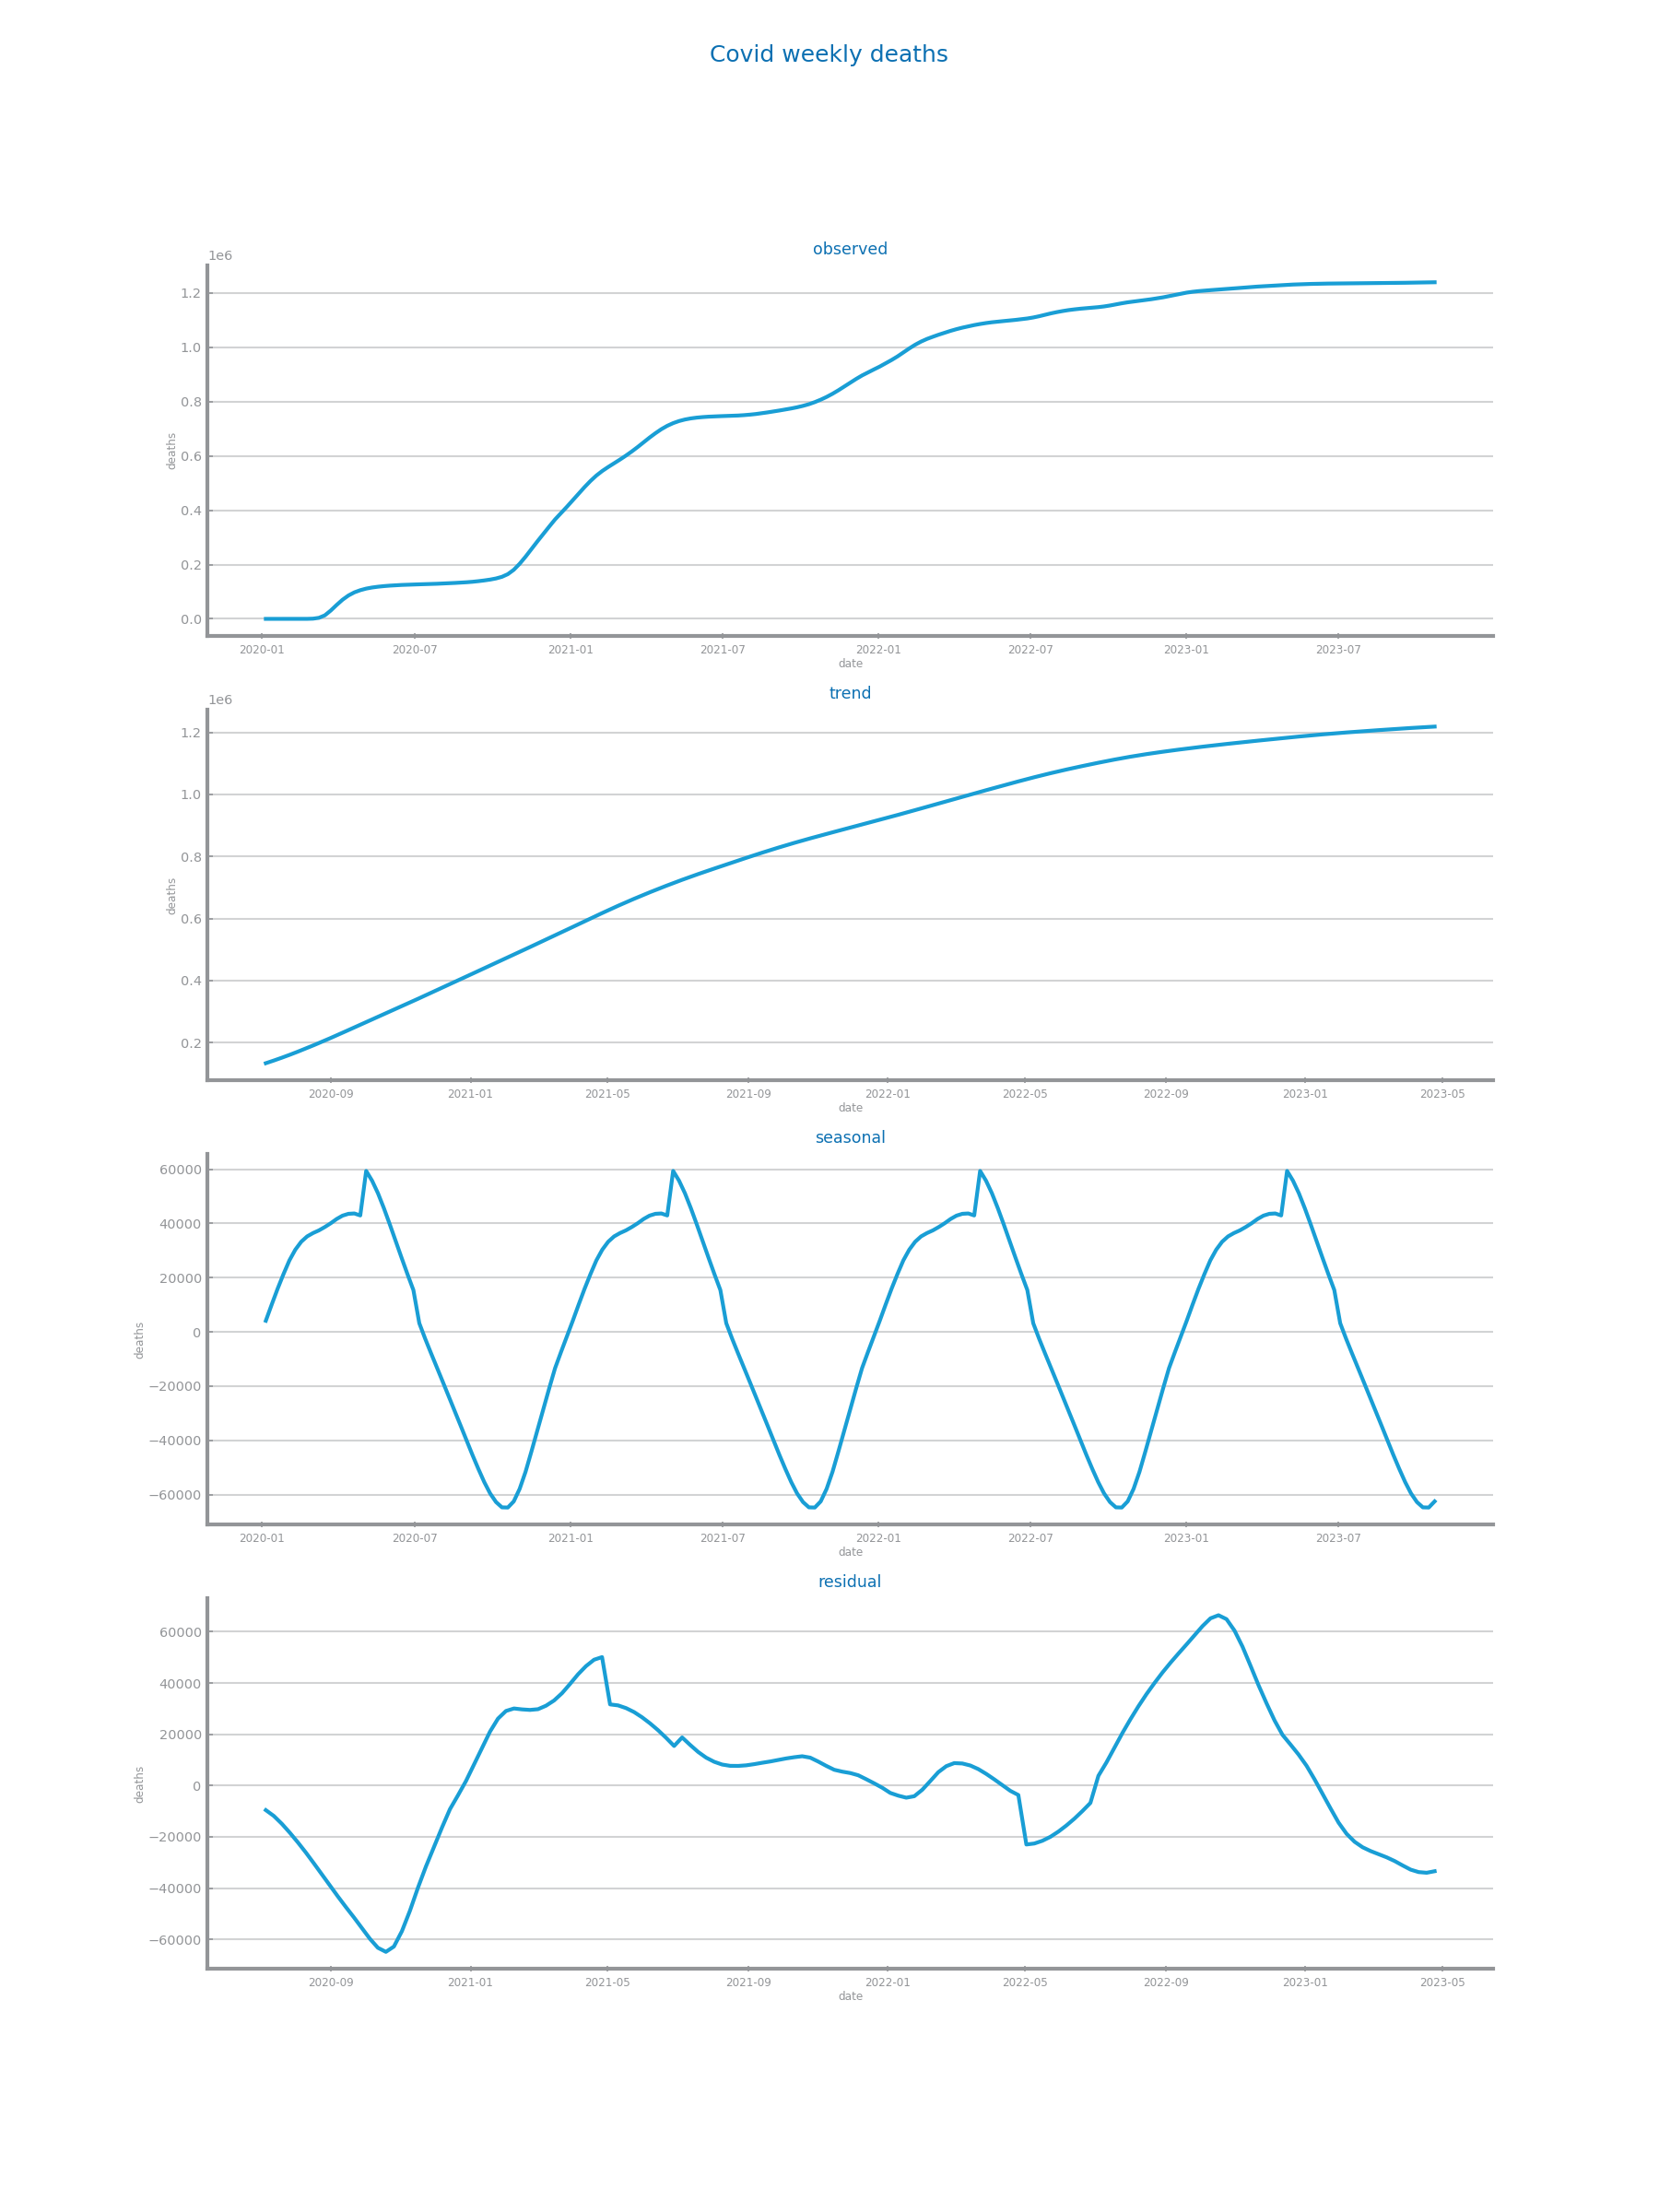 Covid weekly deaths
observed
1e6
1.2
1.0
0.8
0.6
0.4
0.2
0.0
deaths
2020-01 2020-07 2021-01 2021-07 2022-01 2022-07 2023-01 2023-07
date
trend
1e6
1.2
1.0
0.8
0.6
0.4
0.2
deaths
2020-09 2021-01 2021-05 2021-09 2022-01 2022-05 2022-09 2023-01 2023-05
date
seasonal
60000
40000
20000
0
−20000
−40000
−60000
deaths
2020-01 2020-07 2021-01 2021-07 2022-01 2022-07 2023-01 2023-07
date
residual
60000
40000
20000
0
−20000
−40000
−60000
deaths
2020-09 2021-01 2021-05 2021-09 2022-01 2022-05 2022-09 2023-01 2023-05
date